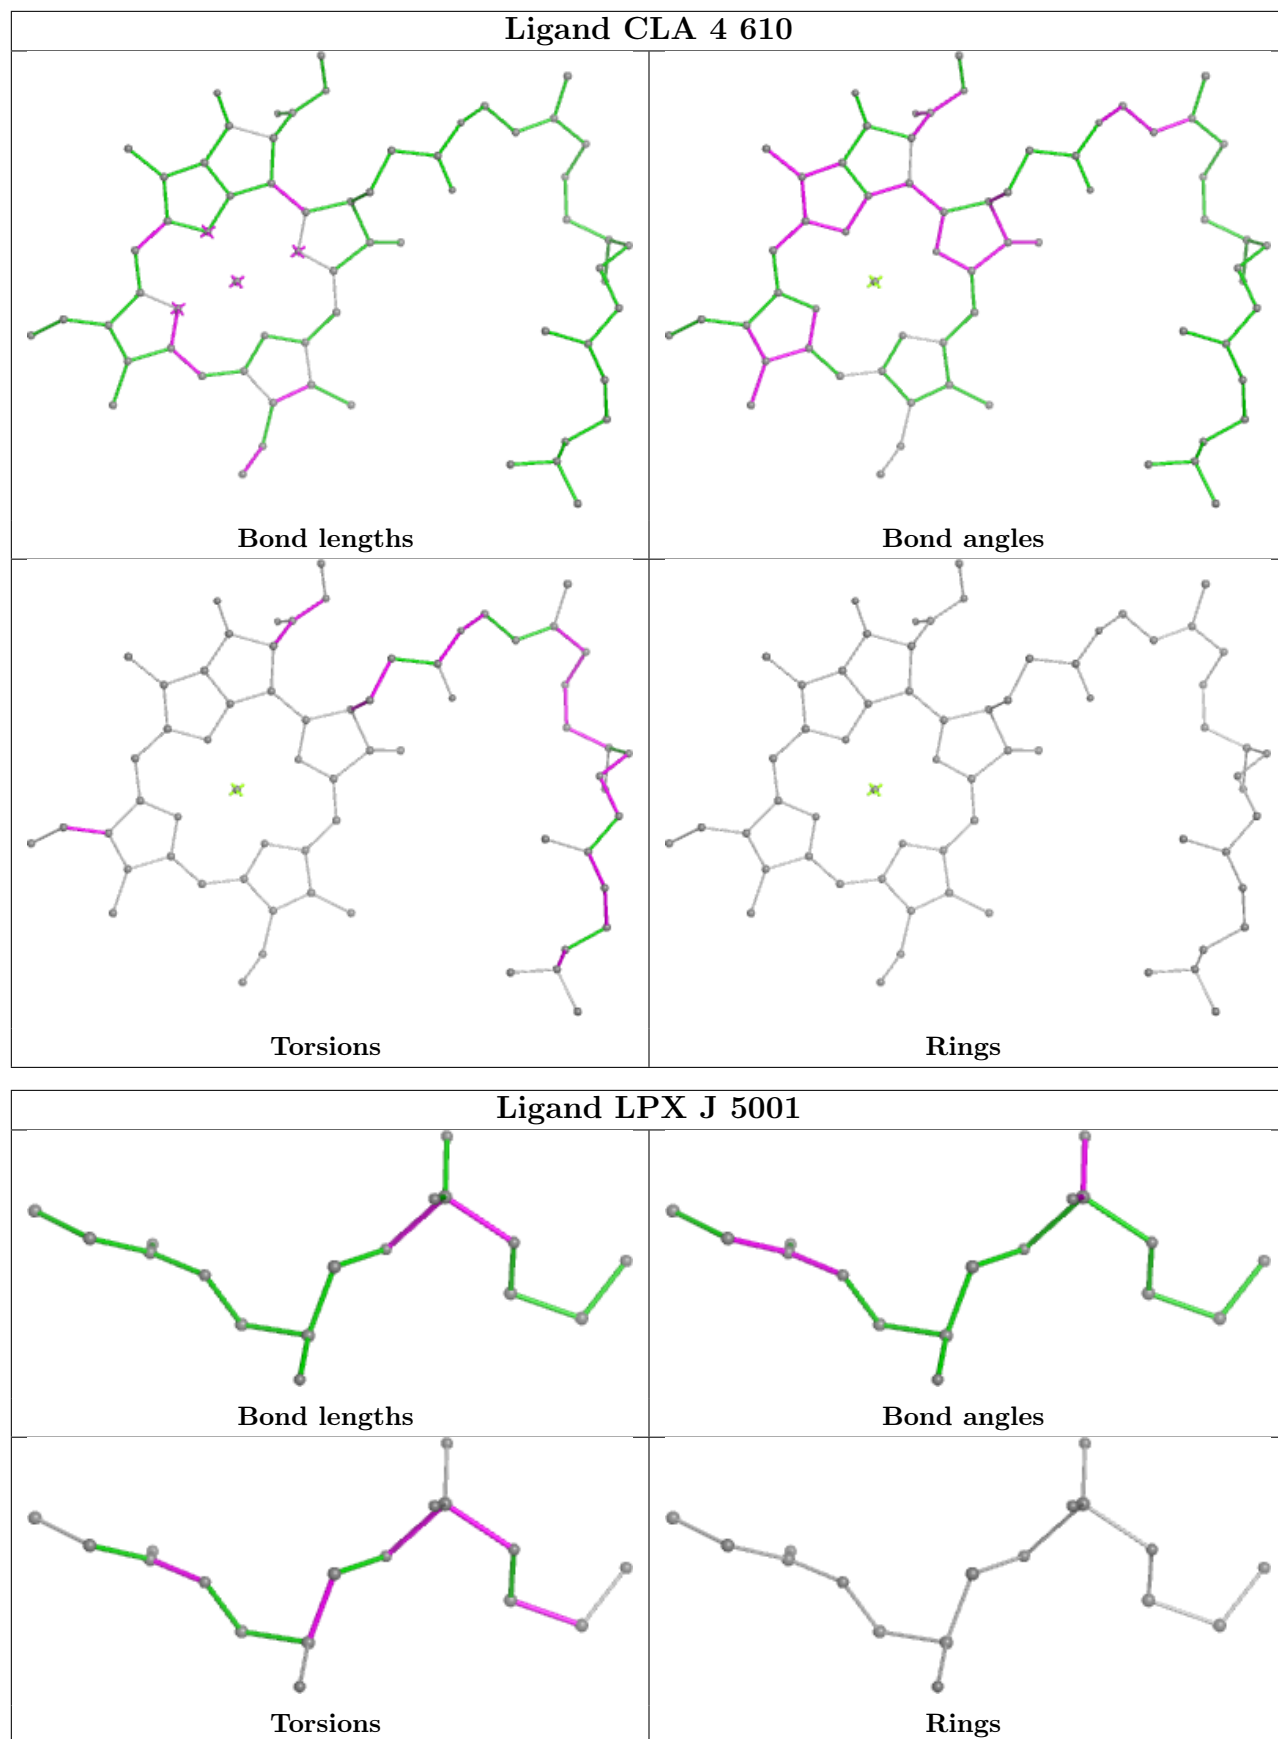 Ligand CLA 4 610
Bond lengths
Bond angles
Torsions
Rings
Ligand LPX J 5001
Bond lengths
Bond angles
Torsions
Rings